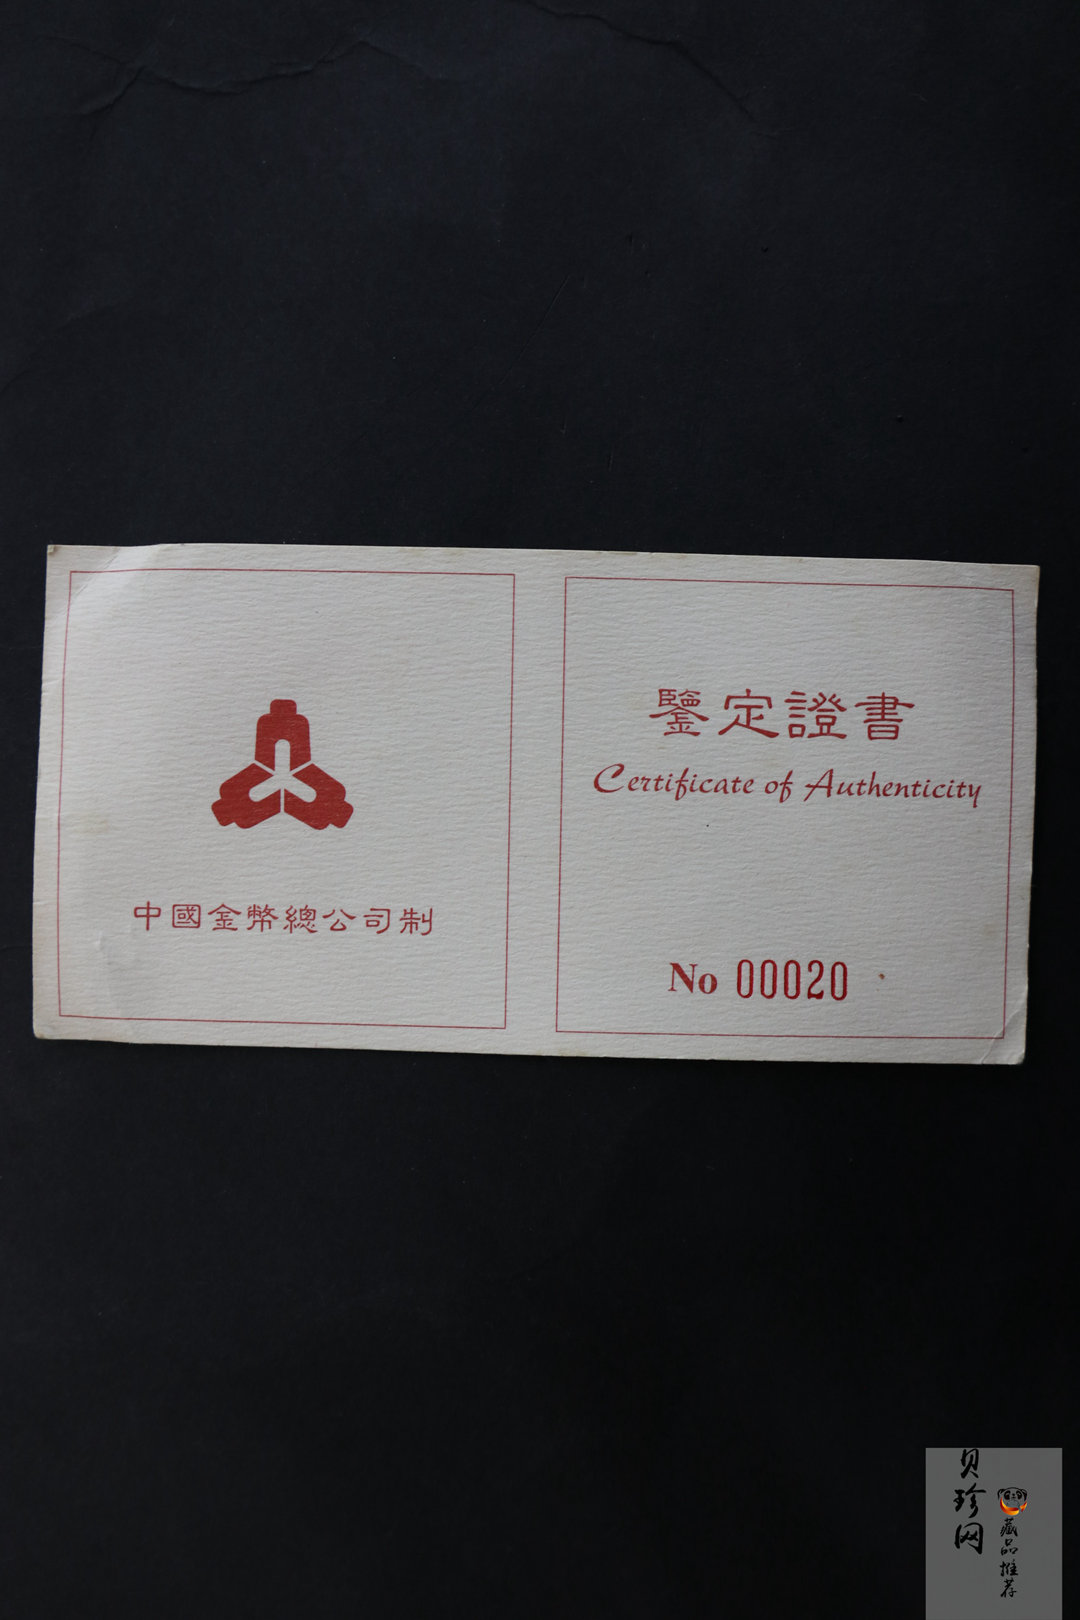 中國金幣總公司制
鑒定證書
Certificate of Authenticity
No 00020
贝珍网
藏品推荐